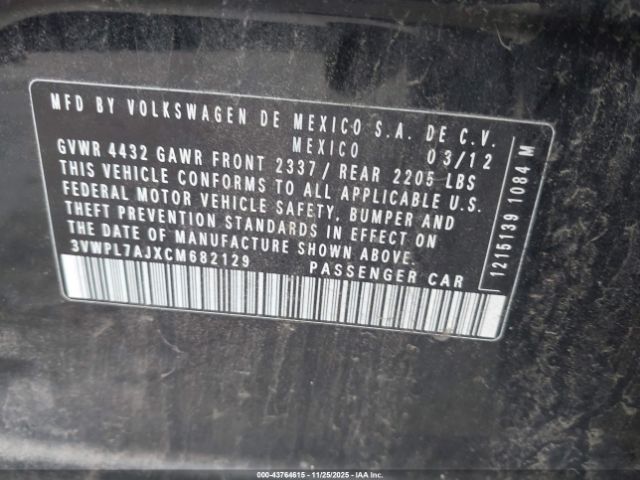 MFD BY VOLKSWAGEN DE MEXICO S.A. DE C.V.
MEXICO 03/12
GVWR 4432 GAWR FRONT 2337/ REAR 2205 LBS
THIS VEHICLE CONFORMS TO ALL APPLICABLE U.S.
FEDERAL MOTOR VEHICLE SAFETY, BUMPER AND
THEFT PREVENTION STANDARDS IN EFFECT ON
THE DATE OF MANUFACTURE SHOWN ABOVE.
3VWPL7AJXCM682129 PASSENGER CAR
1215139 1084 M
000-43764615 - 11/25/2025 - IAA Inc.